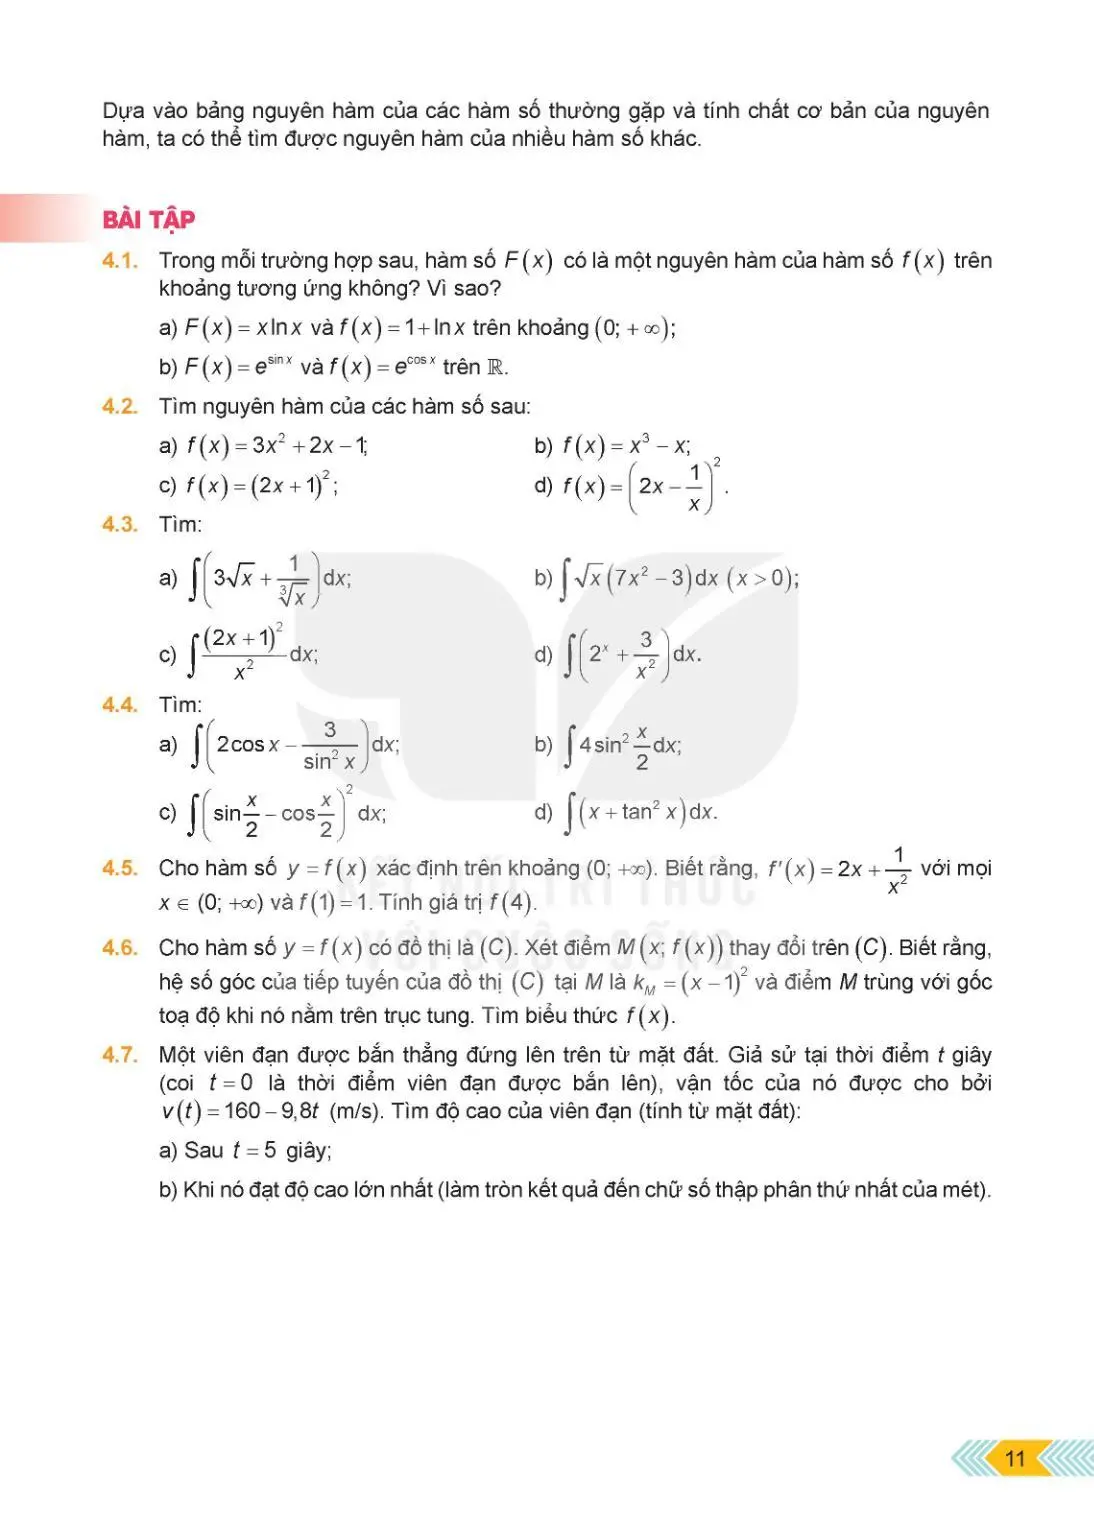 Dựa vào bảng nguyên hàm của các hàm số thường gặp và tính chất cơ bản của nguyên
hàm, ta có thể tìm được nguyên hàm của nhiều hàm số khác.
BÀI TẬP
4.1. Trong mỗi trường hợp sau, hàm số F(x) có là một nguyên hàm của hàm số f(x) trên
khoảng tương ứng không? Vì sao?
a) F(x) = x ln x và f(x) = 1 + ln x trên khoảng (0; + ∞);
b) F(x) = e^{sin x} và f(x) = e^{cos x} trên ℝ.
4.2. Tìm nguyên hàm của các hàm số sau:
a) f(x) = 3x² + 2x – 1; b) f(x) = x³ – x;
c) f(x) = (2x + 1)²; d) f(x) = (2x – 1/x)².
4.3. Tìm:
a) ∫(3√x + 1/∛x)dx; b) ∫√x(7x² – 3)dx (x > 0);
c) ∫(2x + 1)²/x² dx; d) ∫(2^x + 3/x²)dx.
4.4. Tìm:
a) ∫(2cos x – 3/sin² x)dx; b) ∫4sin² x/2 dx;
c) ∫(sin x/2 – cos x/2)² dx; d) ∫(x + tan² x)dx.
4.5. Cho hàm số y = f(x) xác định trên khoảng (0; +∞). Biết rằng, f'(x) = 2x + 1/x² với mọi
x ∈ (0; +∞) và f(1) = 1. Tính giá trị f(4).
4.6. Cho hàm số y = f(x) có đồ thị là (C). Xét điểm M(x; f(x)) thay đổi trên (C). Biết rằng,
hệ số góc của tiếp tuyến của đồ thị (C) tại M là k_M = (x – 1)² và điểm M trùng với gốc
toạ độ khi nó nằm trên trục tung. Tìm biểu thức f(x).
4.7. Một viên đạn được bắn thẳng đứng lên trên từ mặt đất. Giả sử tại thời điểm t giây
(coi t = 0 là thời điểm viên đạn được bắn lên), vận tốc của nó được cho bởi
v(t) = 160 – 9,8t (m/s). Tìm độ cao của viên đạn (tính từ mặt đất):
a) Sau t = 5 giây;
b) Khi nó đạt độ cao lớn nhất (làm tròn kết quả đến chữ số thập phân thứ nhất của mét).
KẾT NỐI TRI THỨC
VỚI CUỘC SỐNG
11